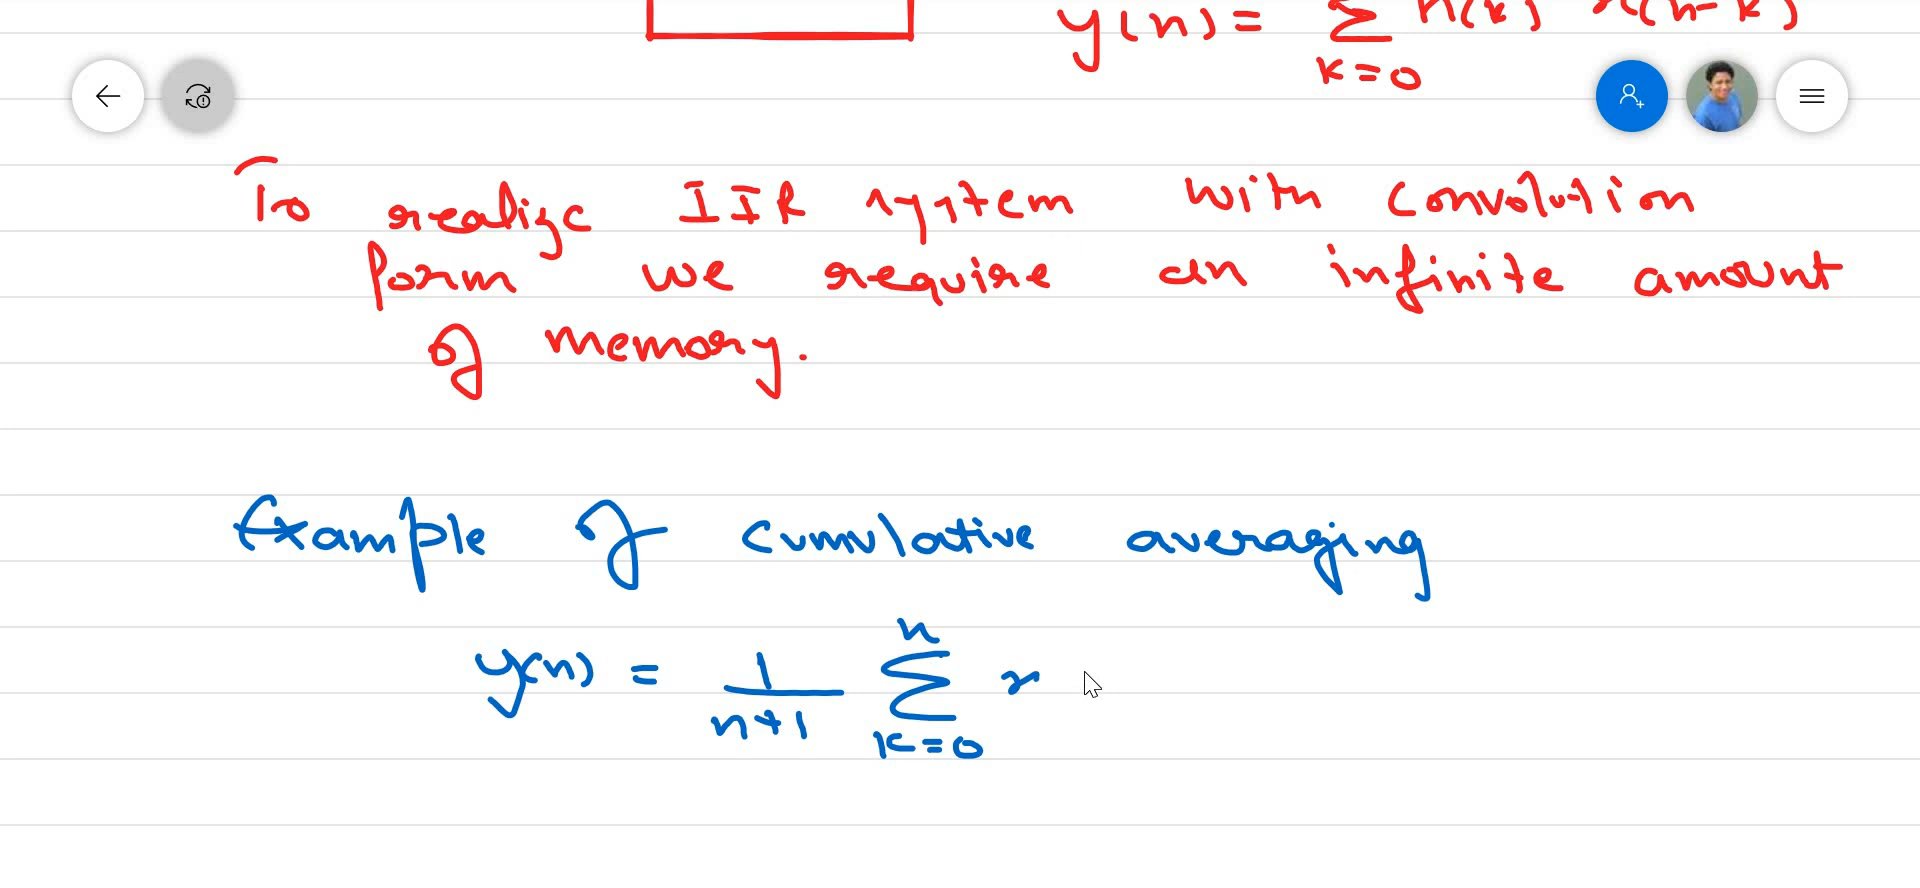 y(n) = Σ h(k) x(n-k)
k=0
To realize IIR system with convolution
form we require an infinite amount
of memory.
Example of cumulative averaging
n
y(n) = 1/(n+1) Σ x
k=0